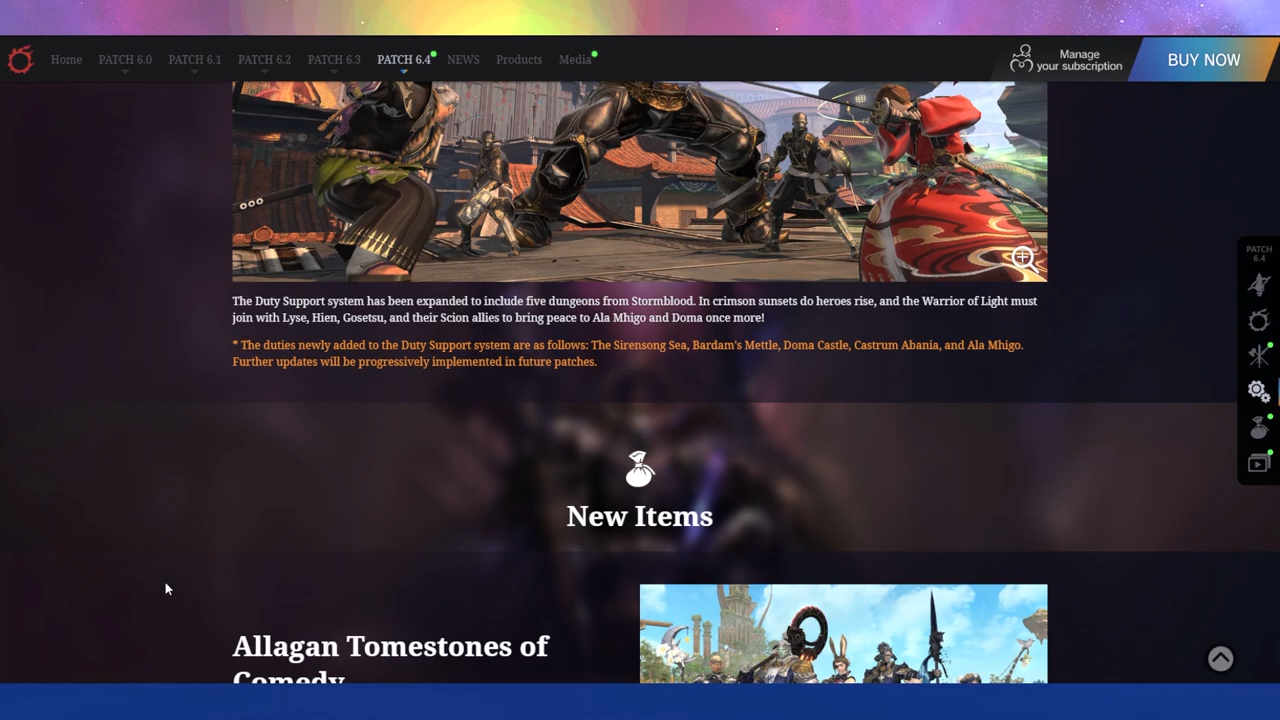 Home PATCH 6.0 PATCH 6.1 PATCH 6.2 PATCH 6.3 PATCH 6.4 NEWS Products Media
Manage
your subscription
BUY NOW
The Duty Support system has been expanded to include five dungeons from Stormblood. In crimson sunsets do heroes rise, and the Warrior of Light must
join with Lyse, Hien, Gosetsu, and their Scion allies to bring peace to Ala Mhigo and Doma once more!
* The duties newly added to the Duty Support system are as follows: The Sirensong Sea, Bardam's Mettle, Doma Castle, Castrum Abania, and Ala Mhigo.
Further updates will be progressively implemented in future patches.
PATCH
6.4
New Items
Allagan Tomestones of
Comedy